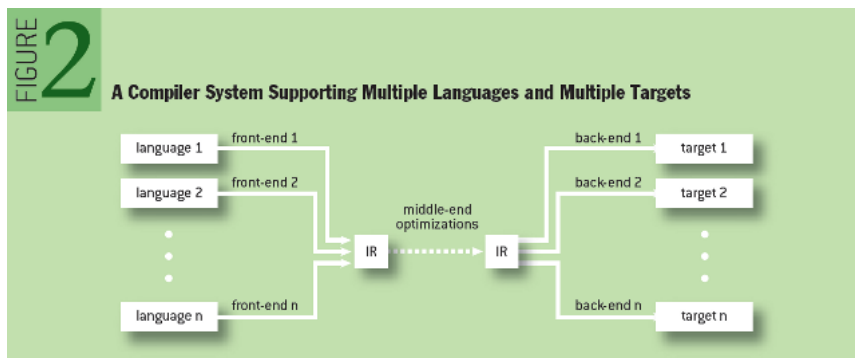 FIGURE 2
A Compiler System Supporting Multiple Languages and Multiple Targets
language 1
front-end 1
back-end 1
target 1
language 2
front-end 2
back-end 2
target 2
middle-end
optimizations
IR
IR
language n
front-end n
back-end n
target n